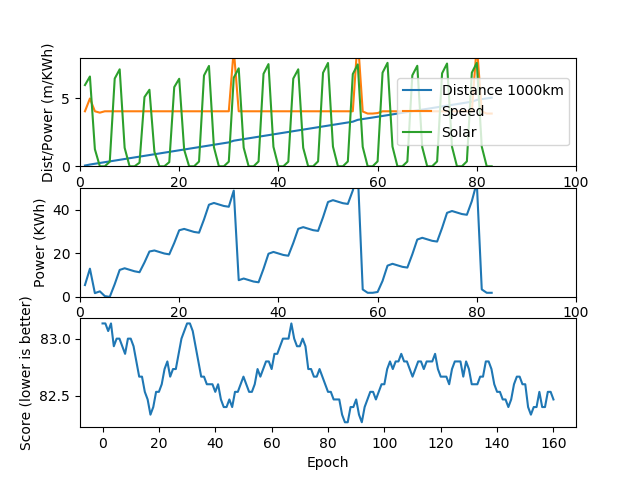 Dist/Power (m/KWh)
5
0
Distance 1000km
Speed
Solar
0 20 40 60 80 100
Power (KWh)
40
20
0
0 20 40 60 80 100
Score (lower is better)
83.0
82.5
0 20 40 60 80 100 120 140 160
Epoch